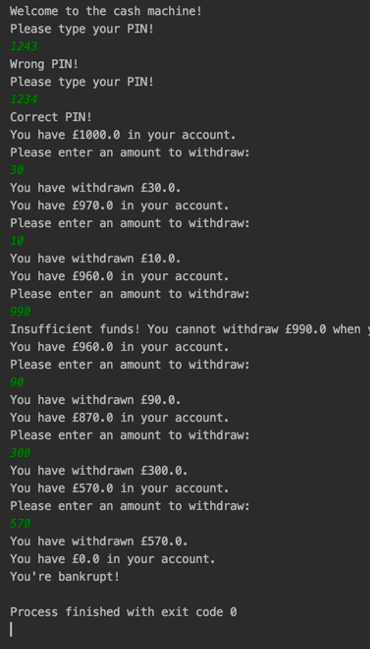 Welcome to the cash machine!
Please type your PIN!
1243
Wrong PIN!
Please type your PIN!
1234
Correct PIN!
You have £1000.0 in your account.
Please enter an amount to withdraw:
30
You have withdrawn £30.0.
You have £970.0 in your account.
Please enter an amount to withdraw:
10
You have withdrawn £10.0.
You have £960.0 in your account.
Please enter an amount to withdraw:
990
Insufficient funds! You cannot withdraw £990.0 when
You have £960.0 in your account.
Please enter an amount to withdraw:
90
You have withdrawn £90.0.
You have £870.0 in your account.
Please enter an amount to withdraw:
300
You have withdrawn £300.0.
You have £570.0 in your account.
Please enter an amount to withdraw:
570
You have withdrawn £570.0.
You have £0.0 in your account.
You're bankrupt!
Process finished with exit code 0